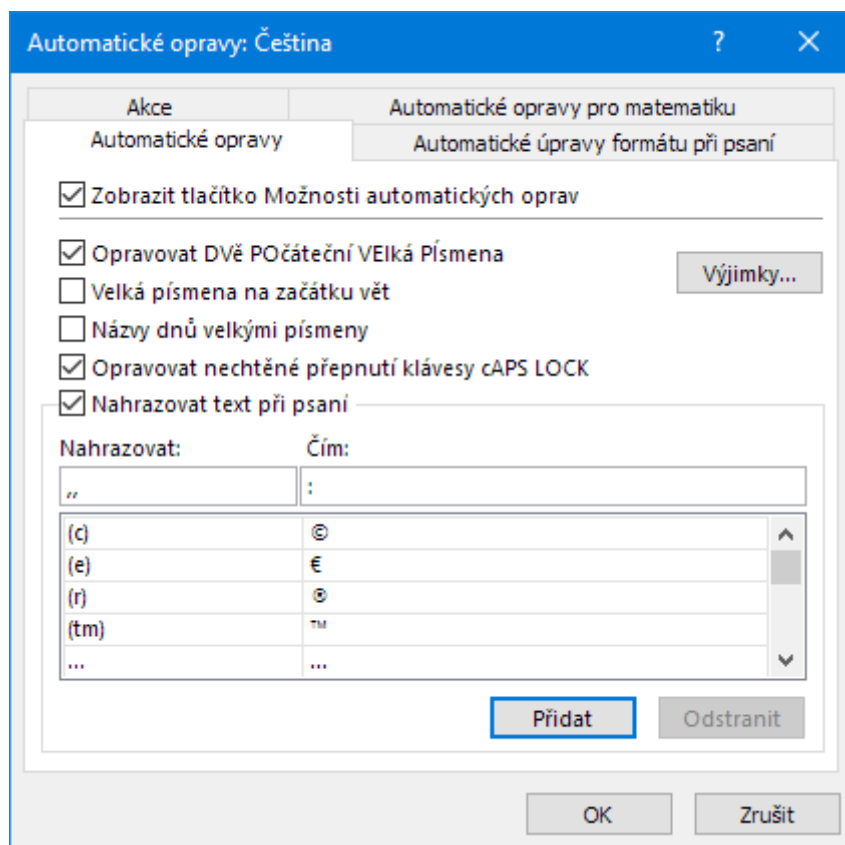 Automatické opravy: Čeština ?
Akce Automatické opravy pro matematiku
Automatické opravy Automatické úpravy formátu při psaní
Zobrazit tlačítko Možnosti automatických oprav
Opravovat DVě POčáteční VElká PÍsmena
Výjimky...
Velká písmena na začátku vět
Názvy dnů velkými písmeny
Opravovat nechtěné přepnutí klávesy cAPS LOCK
Nahrazovat text při psaní
Nahrazovat: Čím:
,, :
(c) ©
(e) €
(r) ®
(tm) ™
... …
Přidat Odstranit
OK Zrušit